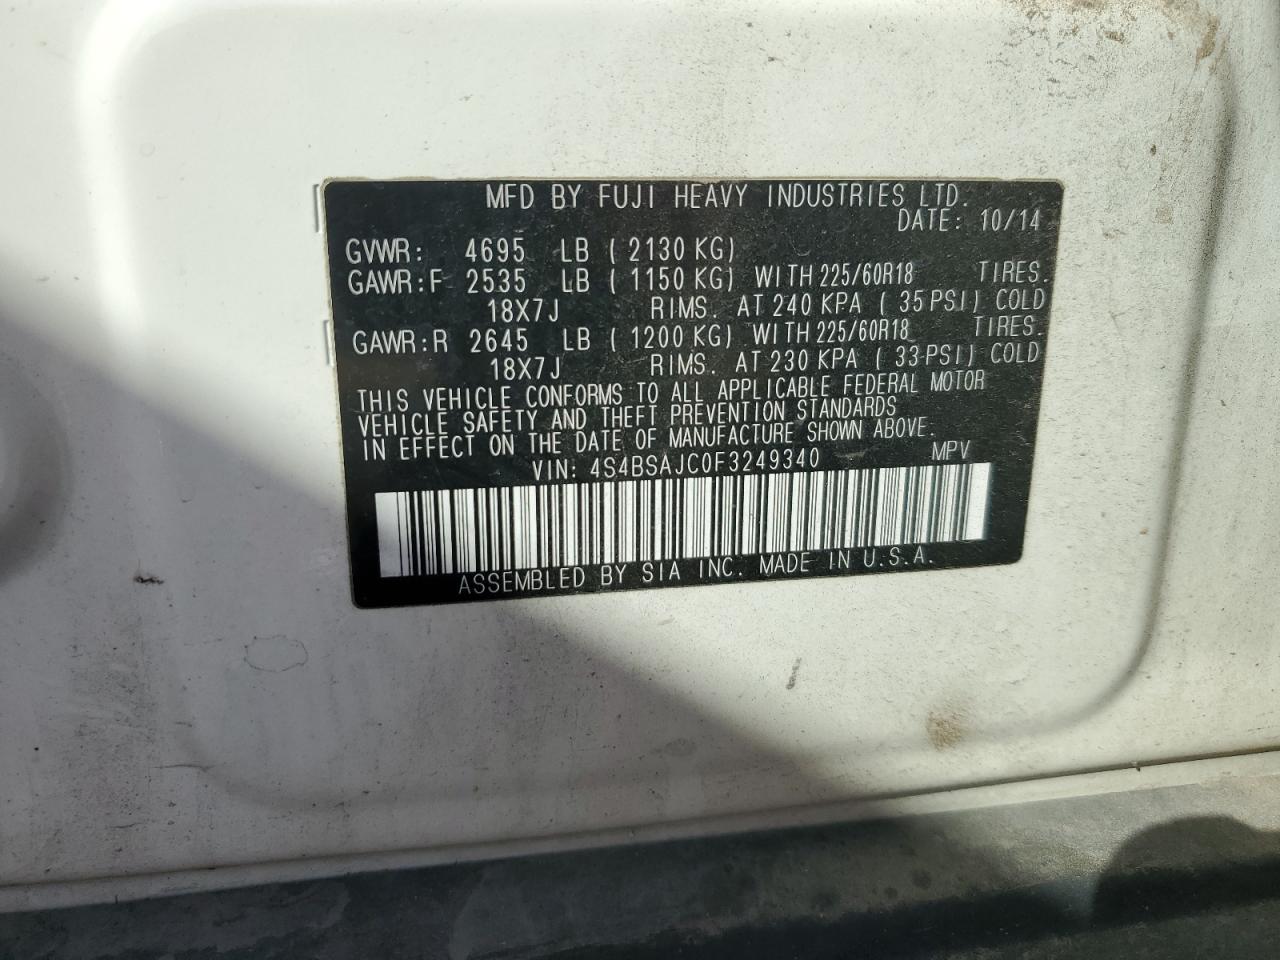 MFD BY FUJI HEAVY INDUSTRIES LTD.
DATE: 10/14
GVWR: 4695 LB ( 2130 KG)
GAWR:F 2535 LB ( 1150 KG) WITH 225/60R18 TIRES.
18X7J RIMS. AT 240 KPA ( 35 PSI) COLD
GAWR:R 2645 LB ( 1200 KG) WITH 225/60R18 TIRES.
18X7J RIMS. AT 230 KPA ( 33 PSI) COLD
THIS VEHICLE CONFORMS TO ALL APPLICABLE FEDERAL MOTOR
VEHICLE SAFETY AND THEFT PREVENTION STANDARDS
IN EFFECT ON THE DATE OF MANUFACTURE SHOWN ABOVE.
VIN: 4S4BSAJC0F3249340 MPV
ASSEMBLED BY SIA INC. MADE IN U.S.A.